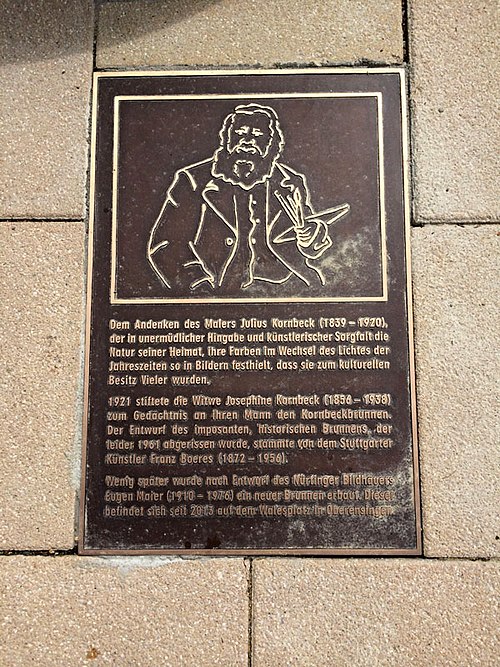 Dem Andenken des Malers Julius Kornbeck (1839 – 1920),
der in unermüdlicher Hingabe und künstlerischer Sorgfalt die
Natur seiner Heimat, ihre Farben im Wechsel des Lichtes der
Jahreszeiten so in Bildern festhielt, dass sie zum kulturellen
Besitz Vieler wurden.
1921 stiftete die Witwe Josephine Kornbeck (1856 – 1938)
zum Gedächtnis an ihren Mann den Kornbeckbrunnen.
Der Entwurf des imposanten, historischen Brunnens, der
leider 1961 abgerissen wurde, stammte von dem Stuttgarter
Künstler Franz Boeres (1872 – 1956).
Wenig später wurde nach Entwurf des Nürtinger Bildhauers
Eugen Maier (1910 – 1976) ein neuer Brunnen erbaut. Dieser
befindet sich seit 2013 auf dem Walesplatz in Oberensingen.